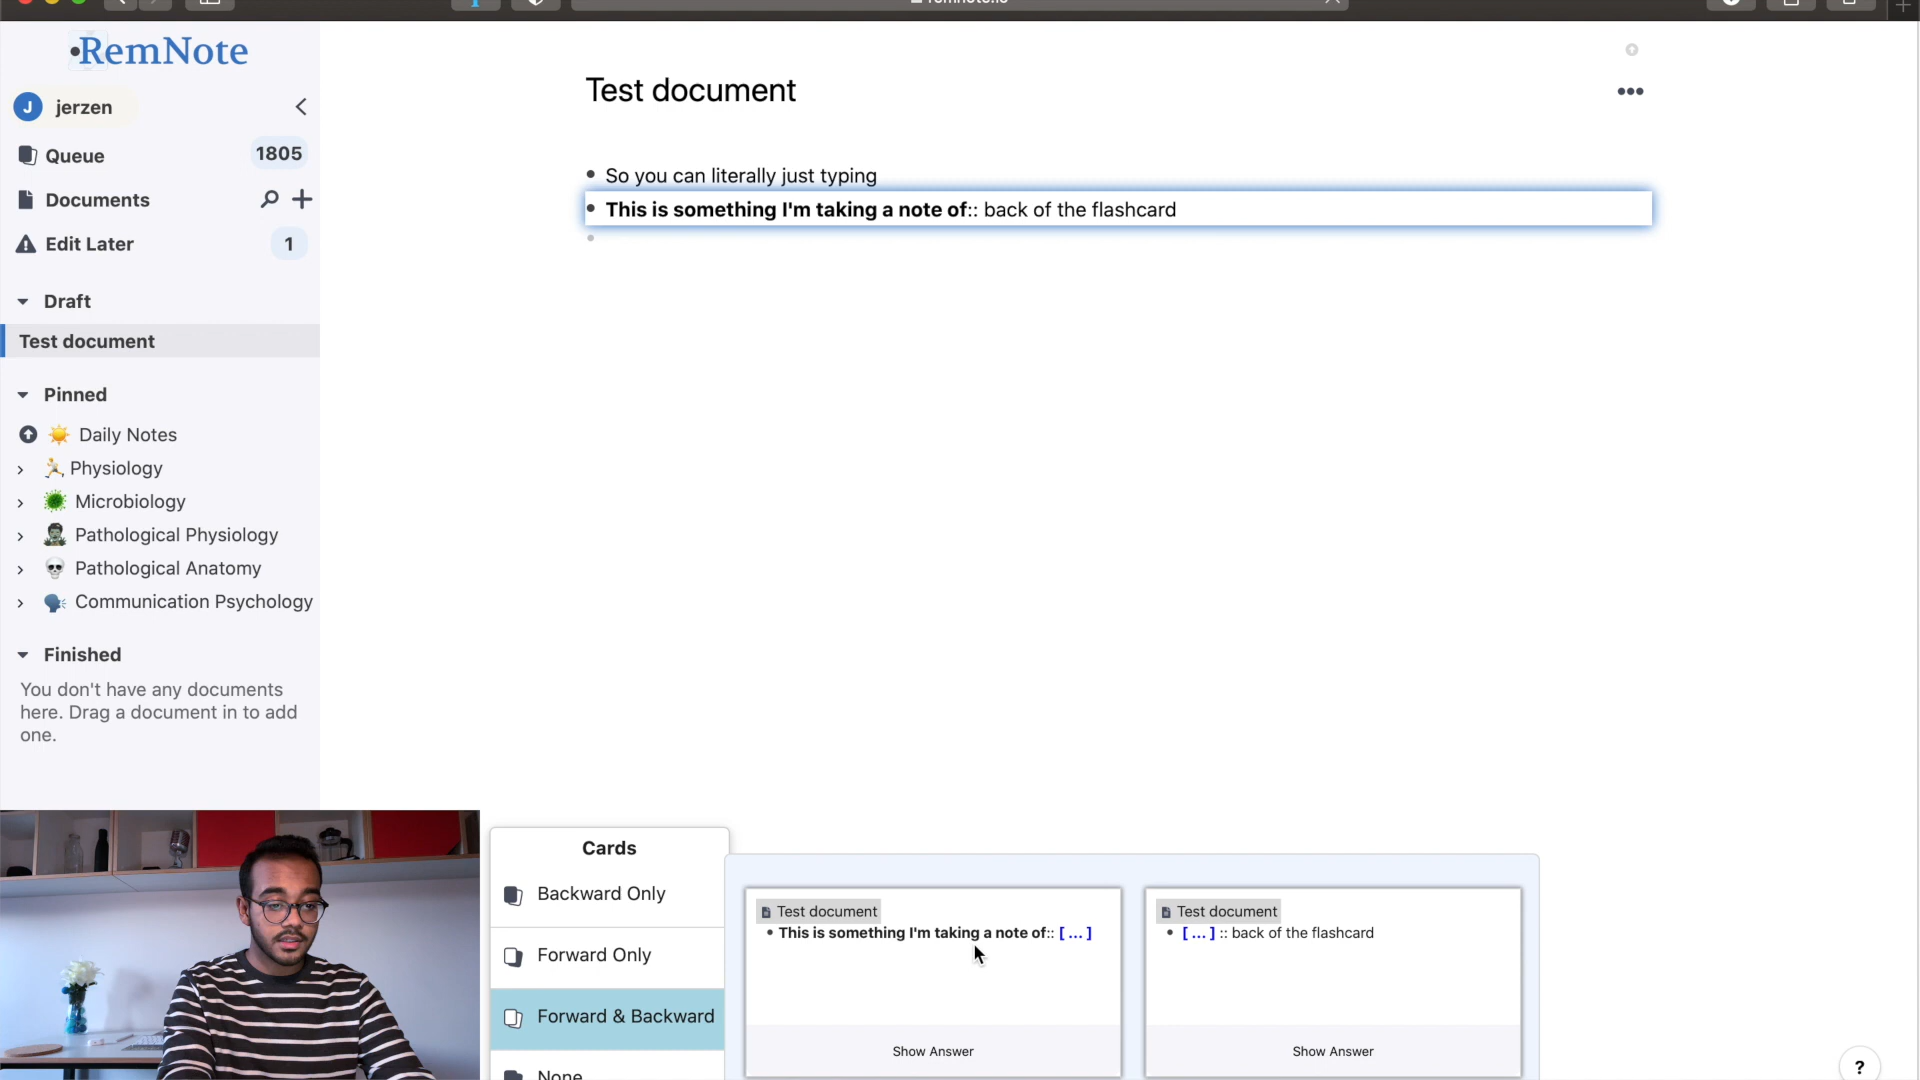 RemNote
J jerzen
Queue 1805
Documents
Edit Later 1
Draft
Test document
Pinned
Daily Notes
Physiology
Microbiology
Pathological Physiology
Pathological Anatomy
Communication Psychology
Finished
You don't have any documents
here. Drag a document in to add
one.
Test document
•••
So you can literally just typing
This is something I'm taking a note of:: back of the flashcard
Cards
Backward Only
Forward Only
Forward & Backward
None
Test document
This is something I'm taking a note of:: [ ... ]
Show Answer
Test document
[ ... ] :: back of the flashcard
Show Answer
?